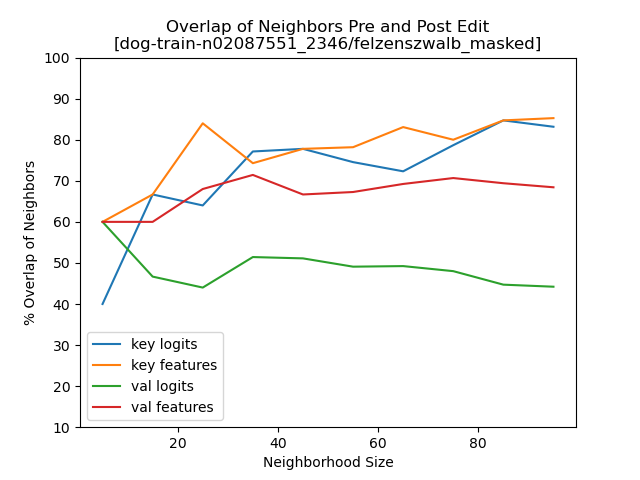 Overlap of Neighbors Pre and Post Edit
[dog-train-n02087551_2346/felzenszwalb_masked]
100
90
80
70
60
50
40
30
20
10
% Overlap of Neighbors
key logits
key features
val logits
val features
20
40
60
80
Neighborhood Size